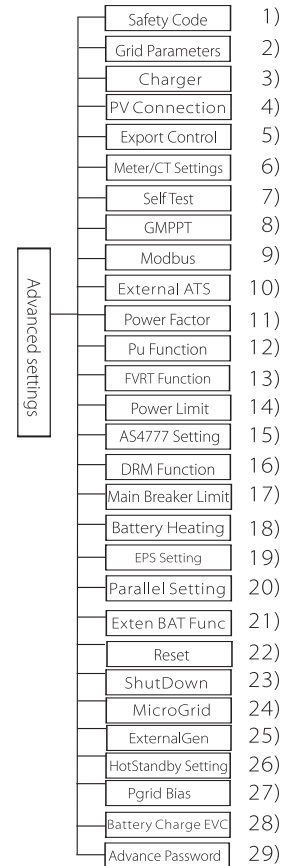 Advanced settings
Safety Code 1)
Grid Parameters 2)
Charger 3)
PV Connection 4)
Export Control 5)
Meter/CT Settings 6)
Self Test 7)
GMPPT 8)
Modbus 9)
External ATS 10)
Power Factor 11)
Pu Function 12)
FVRT Function 13)
Power Limit 14)
AS4777 Setting 15)
DRM Function 16)
Main Breaker Limit 17)
Battery Heating 18)
EPS Setting 19)
Parallel Setting 20)
Exten BAT Func 21)
Reset 22)
ShutDown 23)
MicroGrid 24)
ExternalGen 25)
HotStandby Setting 26)
Pgrid Bias 27)
Battery Charge EVC 28)
Advance Password 29)